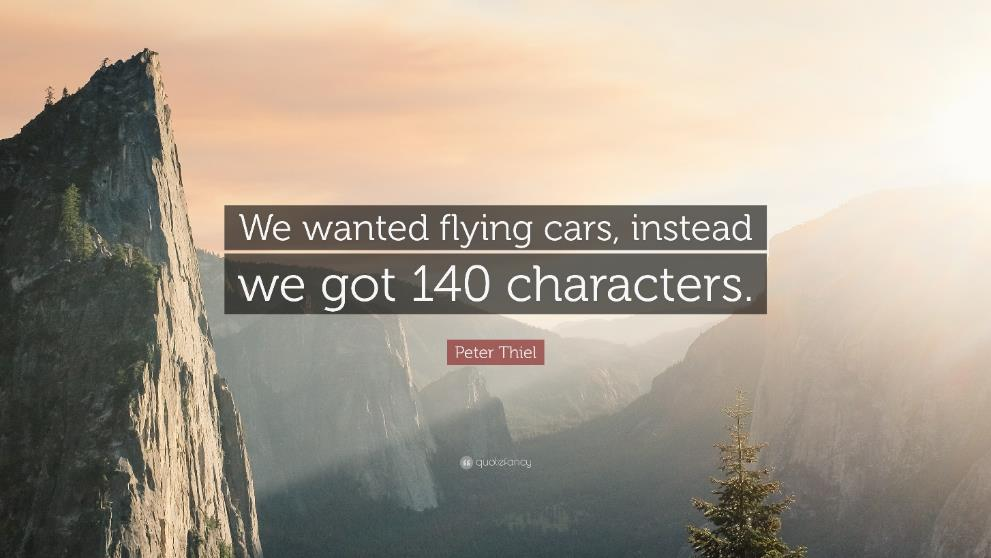 We wanted flying cars, instead
we got 140 characters.
Peter Thiel
quotefancy